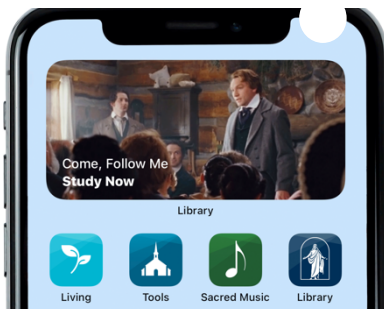 Come, Follow Me
Study Now
Library
Living
Tools
Sacred Music
Library